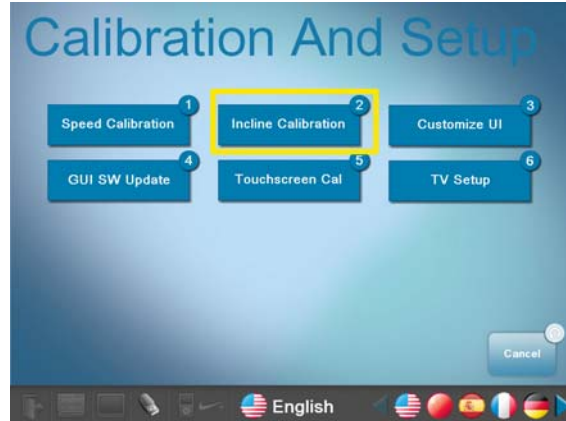 Calibration And Setup
1
Speed Calibration
2
Incline Calibration
3
Customize UI
4
GUI SW Update
5
Touchscreen Cal
6
TV Setup
Cancel
English